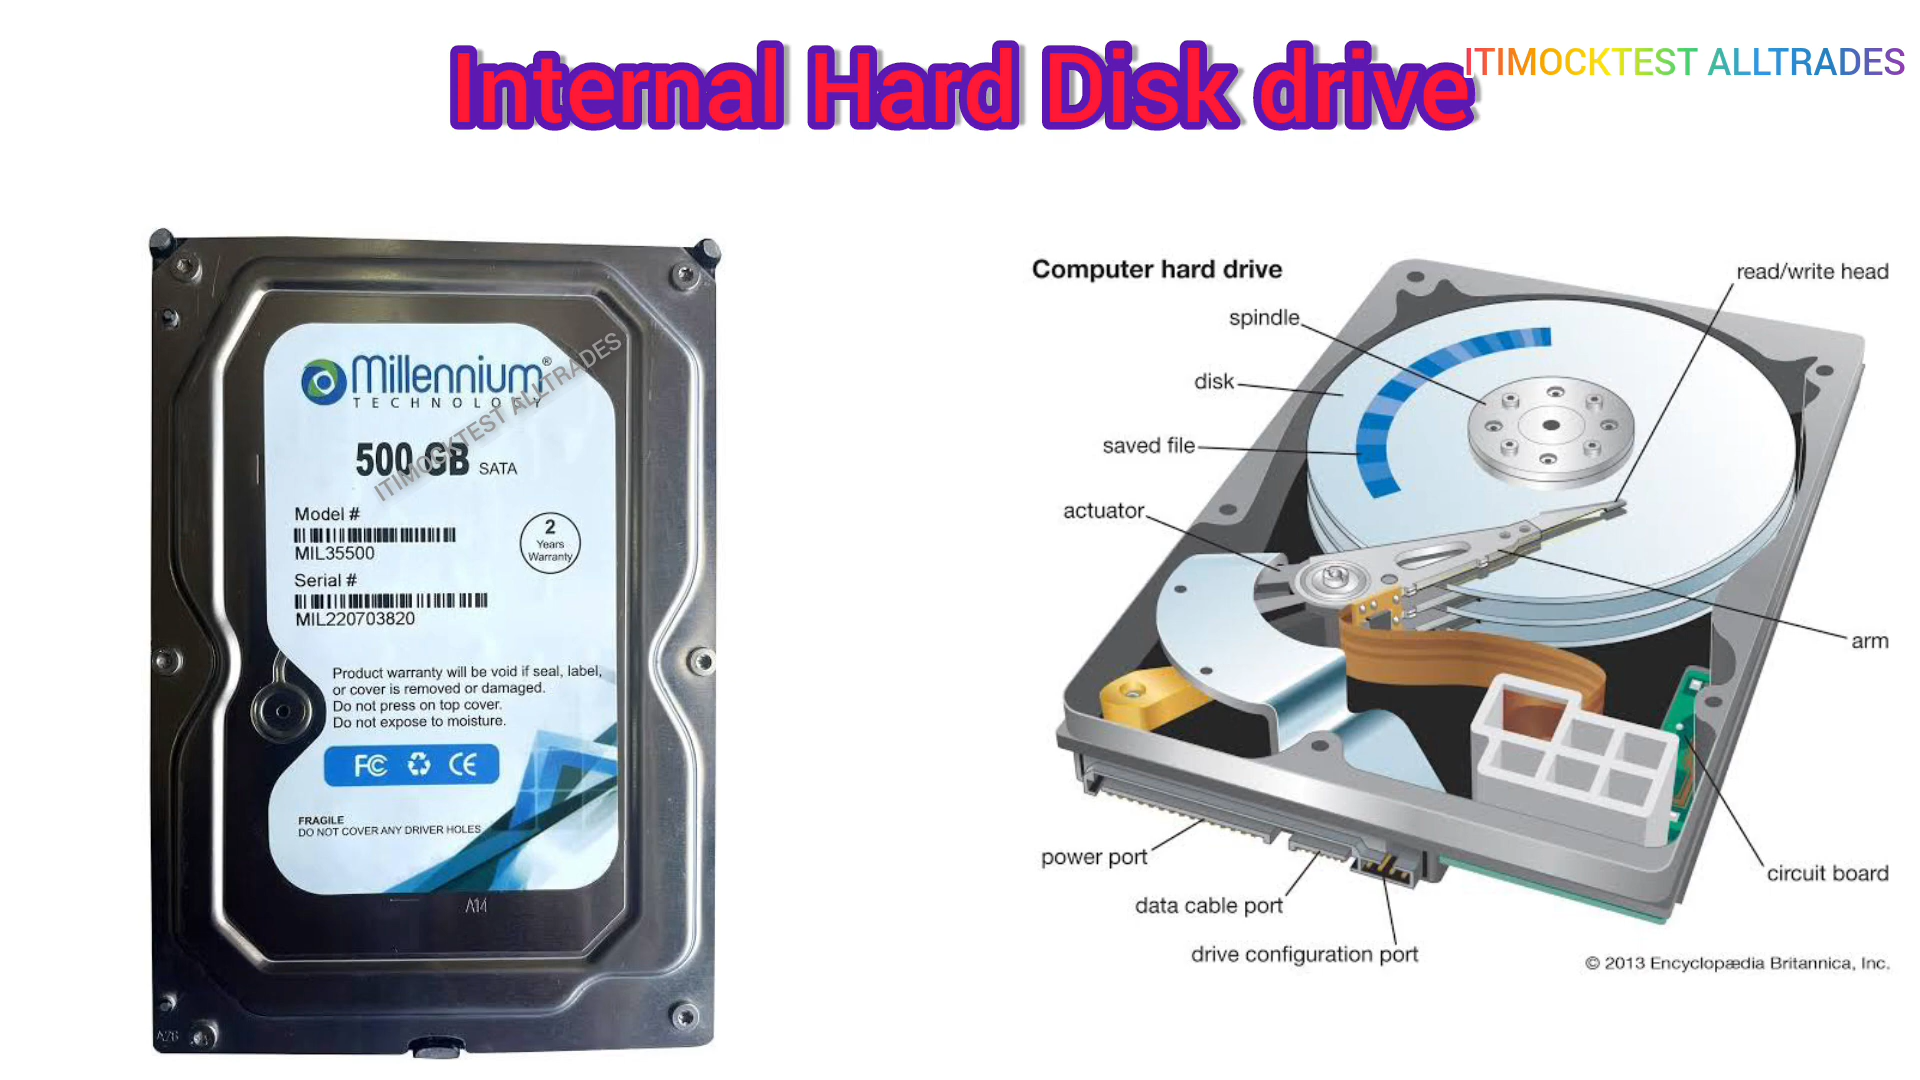 Internal Hard Disk drive
ITIMOCKTEST ALLTRADES
Millennium®
TECHNOLOGY
500 GB SATA
ITIMOCKTEST ALLTRADES
Model #
MIL35500
2
Years
Warranty
Serial #
MIL220703820
Product warranty will be void if seal, label,
or cover is removed or damaged.
Do not press on top cover.
Do not expose to moisture.
FC CE
FRAGILE
DO NOT COVER ANY DRIVER HOLES
A14
A26
Computer hard drive
read/write head
spindle
disk
saved file
actuator
arm
power port
circuit board
data cable port
drive configuration port
© 2013 Encyclopædia Britannica, Inc.